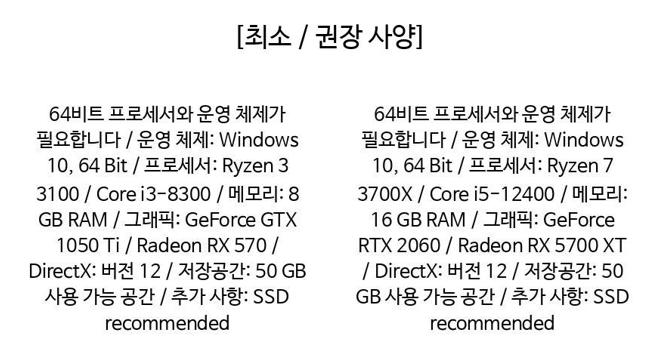 [최소 / 권장 사양]
64비트 프로세서와 운영 체제가
필요합니다 / 운영 체제: Windows
10, 64 Bit / 프로세서: Ryzen 3
3100 / Core i3-8300 / 메모리: 8
GB RAM / 그래픽: GeForce GTX
1050 Ti / Radeon RX 570 /
DirectX: 버전 12 / 저장공간: 50 GB
사용 가능 공간 / 추가 사항: SSD
recommended
64비트 프로세서와 운영 체제가
필요합니다 / 운영 체제: Windows
10, 64 Bit / 프로세서: Ryzen 7
3700X / Core i5-12400 / 메모리:
16 GB RAM / 그래픽: GeForce
RTX 2060 / Radeon RX 5700 XT
/ DirectX: 버전 12 / 저장공간: 50
GB 사용 가능 공간 / 추가 사항: SSD
recommended